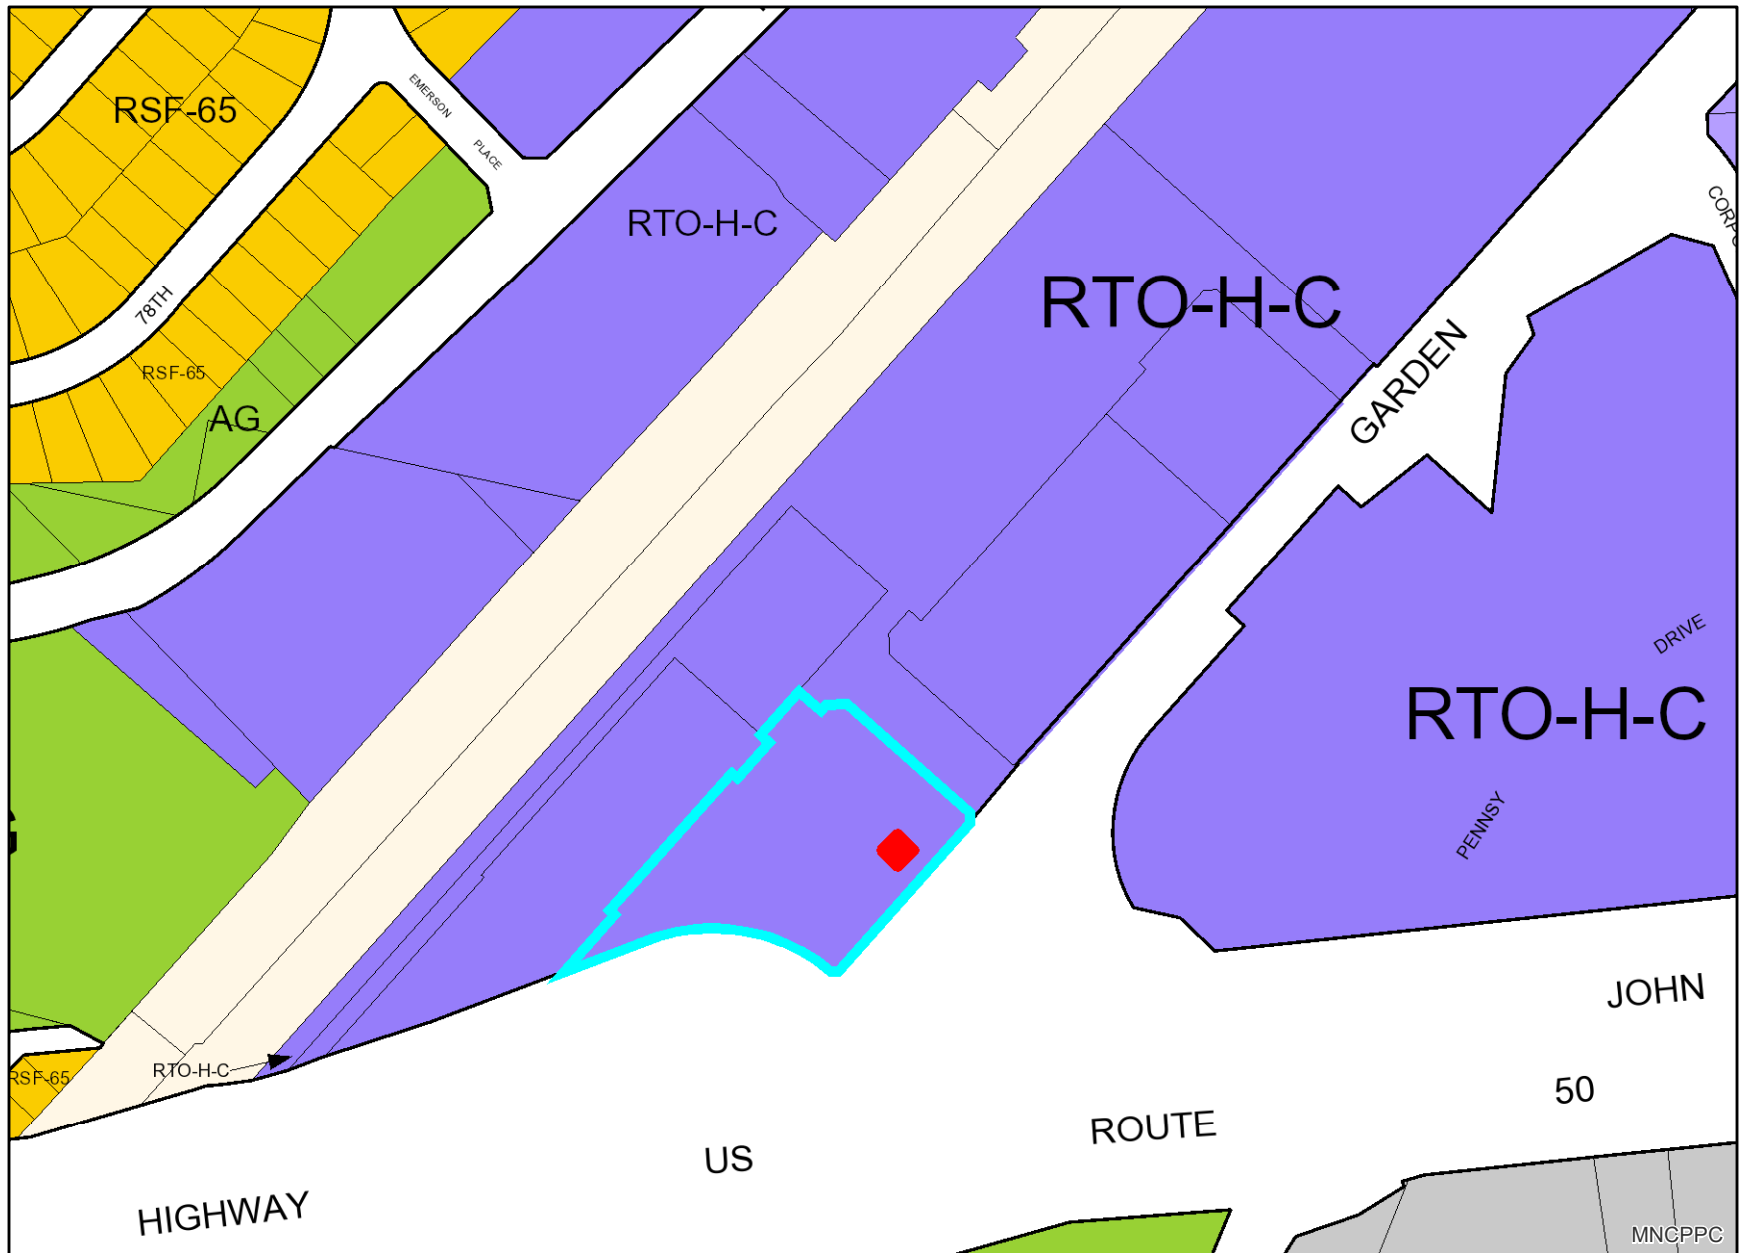 RSF-65
EMERSON
PLACE
RTO-H-C
RTO-H-C
GARDEN
78TH
RSF-65
AG
DRIVE
RTO-H-C
PENNSY
JOHN
RTO-H-C
RSF-65
50
ROUTE
US
HIGHWAY
MNCPPC